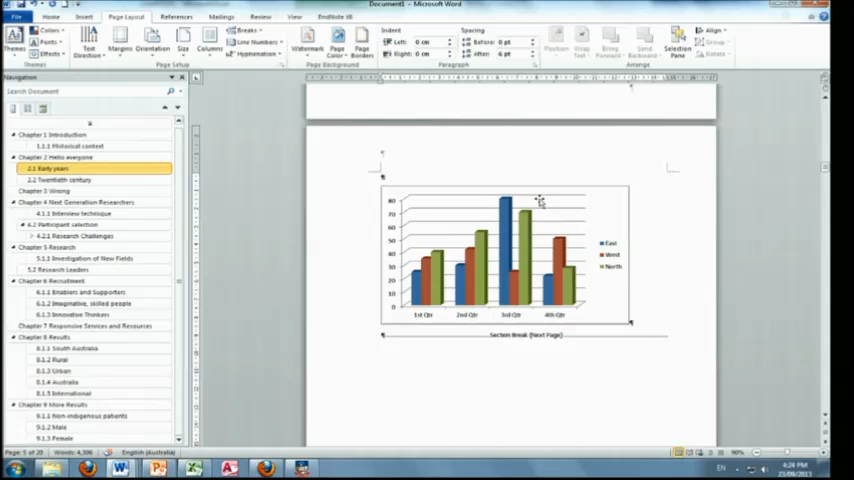 Document1 - Microsoft Word
File Home Insert Page Layout References Mailings Review View EndNote X6
Themes
Colors
Fonts
Effects
Themes
Text Direction
Margins
Orientation
Size
Columns
Breaks
Line Numbers
Hyphenation
Page Setup
Watermark
Page Color
Page Borders
Page Background
Indent
Left: 0 cm
Right: 0 cm
Spacing
Before: 0 pt
After: 6 pt
Paragraph
Position
Wrap Text
Bring Forward
Send Backward
Selection Pane
Align
Group
Rotate
Arrange
Navigation
Search Document
Chapter 1 Introduction
1.1.1 Historical context
Chapter 2 Hello everyone
2.1 Early years
2.2 Twentieth century
Chapter 3 Wrong
Chapter 4 Next Generation Researchers
4.1.1 Interview technique
4.2 Participant selection
4.2.1 Research Challenges
Chapter 5 Research
5.1.1 Investigation of New Fields
5.2 Research Leaders
Chapter 6 Recruitment
6.1.1 Enablers and Supporters
6.1.2 Imaginative, skilled people
6.1.3 Innovative Thinkers
Chapter 7 Responsive Services and Resources
Chapter 8 Results
8.1.1 South Australia
8.1.2 Rural
8.1.3 Urban
8.1.4 Australia
8.1.5 International
Chapter 9 More Results
9.1.1 Non-indigenous patients
9.1.2 Male
9.1.3 Female
80
70
60
50
40
30
20
10
0
1st Qtr 2nd Qtr 3rd Qtr 4th Qtr
East
West
North
Section Break (Next Page)
Page: 5 of 20 Words: 4,306 English (Australia) 90%
EN 4:24 PM